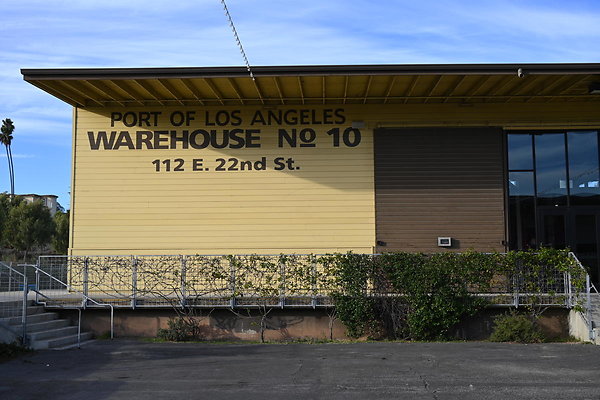 PORT OF LOS ANGELES
WAREHOUSE Nº 10
112 E. 22nd St.